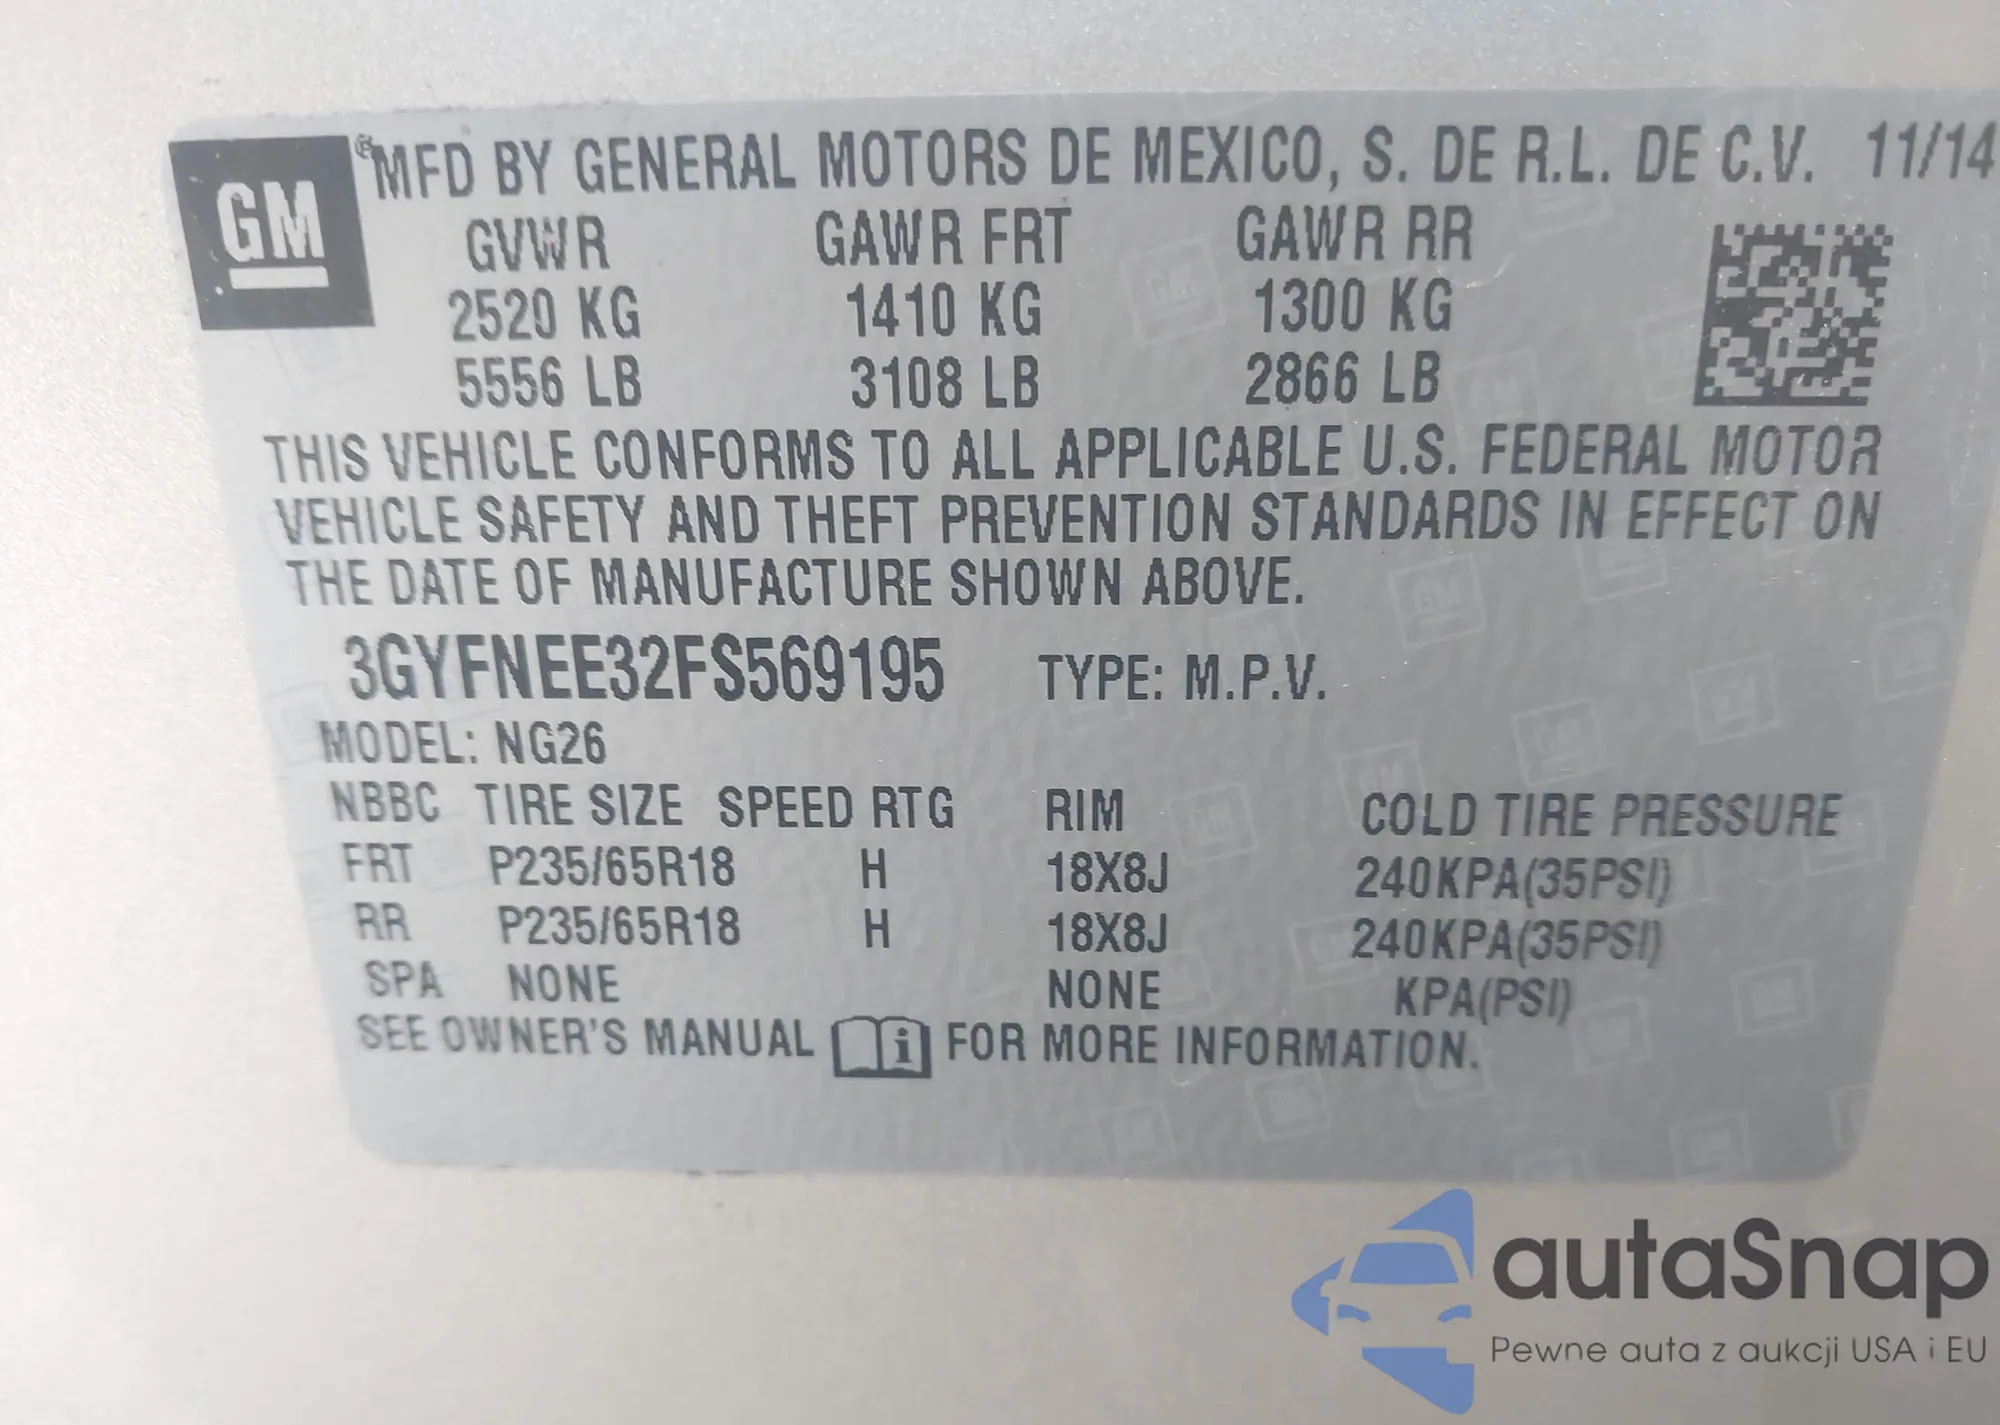 GM ® MFD BY GENERAL MOTORS DE MEXICO, S. DE R.L. DE C.V. 11/14
GVWR GAWR FRT GAWR RR
2520 KG 1410 KG 1300 KG
5556 LB 3108 LB 2866 LB
THIS VEHICLE CONFORMS TO ALL APPLICABLE U.S. FEDERAL MOTOR
VEHICLE SAFETY AND THEFT PREVENTION STANDARDS IN EFFECT ON
THE DATE OF MANUFACTURE SHOWN ABOVE.
3GYFNEE32FS569195 TYPE: M.P.V.
MODEL: NG26
NBBC TIRE SIZE SPEED RTG RIM COLD TIRE PRESSURE
FRT P235/65R18 H 18X8J 240KPA(35PSI)
RR P235/65R18 H 18X8J 240KPA(35PSI)
SPA NONE NONE KPA(PSI)
SEE OWNER'S MANUAL i FOR MORE INFORMATION.
autaSnap
Pewne auta z aukcji USA i EU